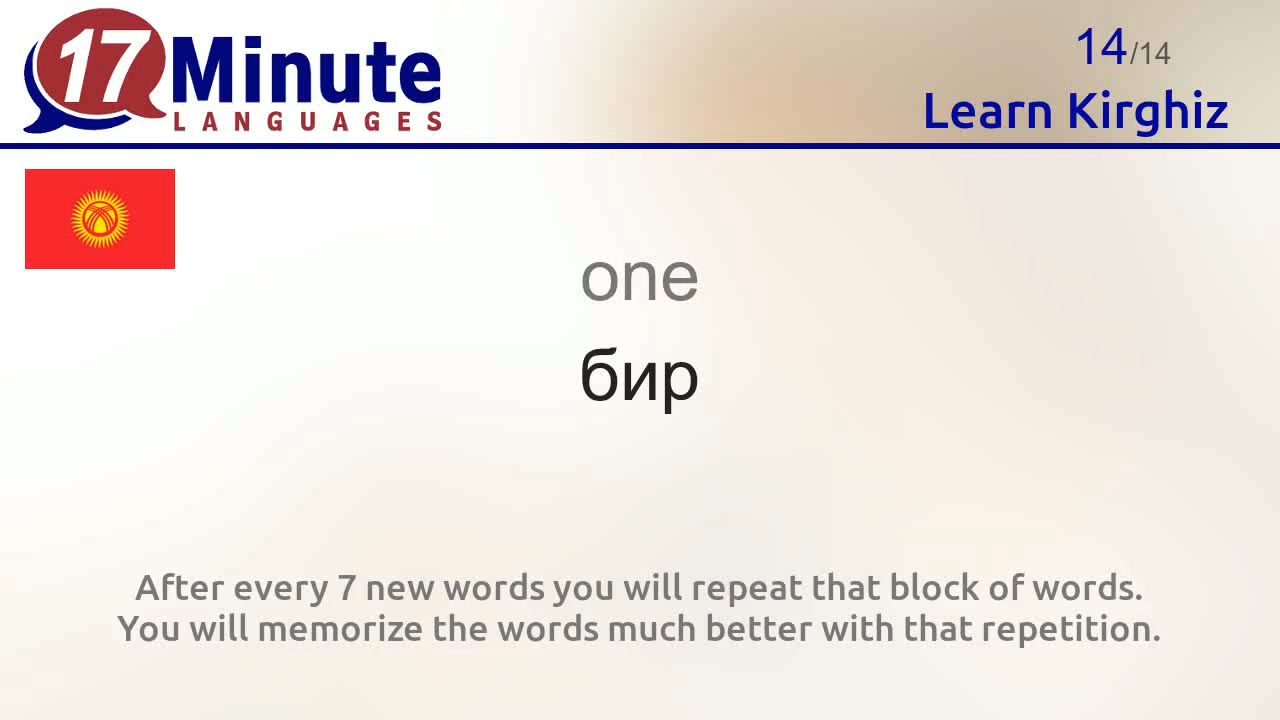 17 Minute
LANGUAGES
14/14
Learn Kirghiz
one
бир
After every 7 new words you will repeat that block of words.
You will memorize the words much better with that repetition.